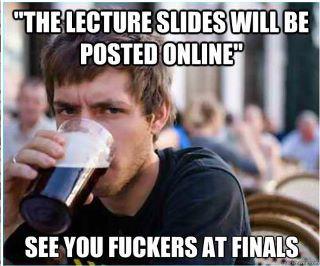 "THE LECTURE SLIDES WILL BE
POSTED ONLINE"
SEE YOU FUCKERS AT FINALS